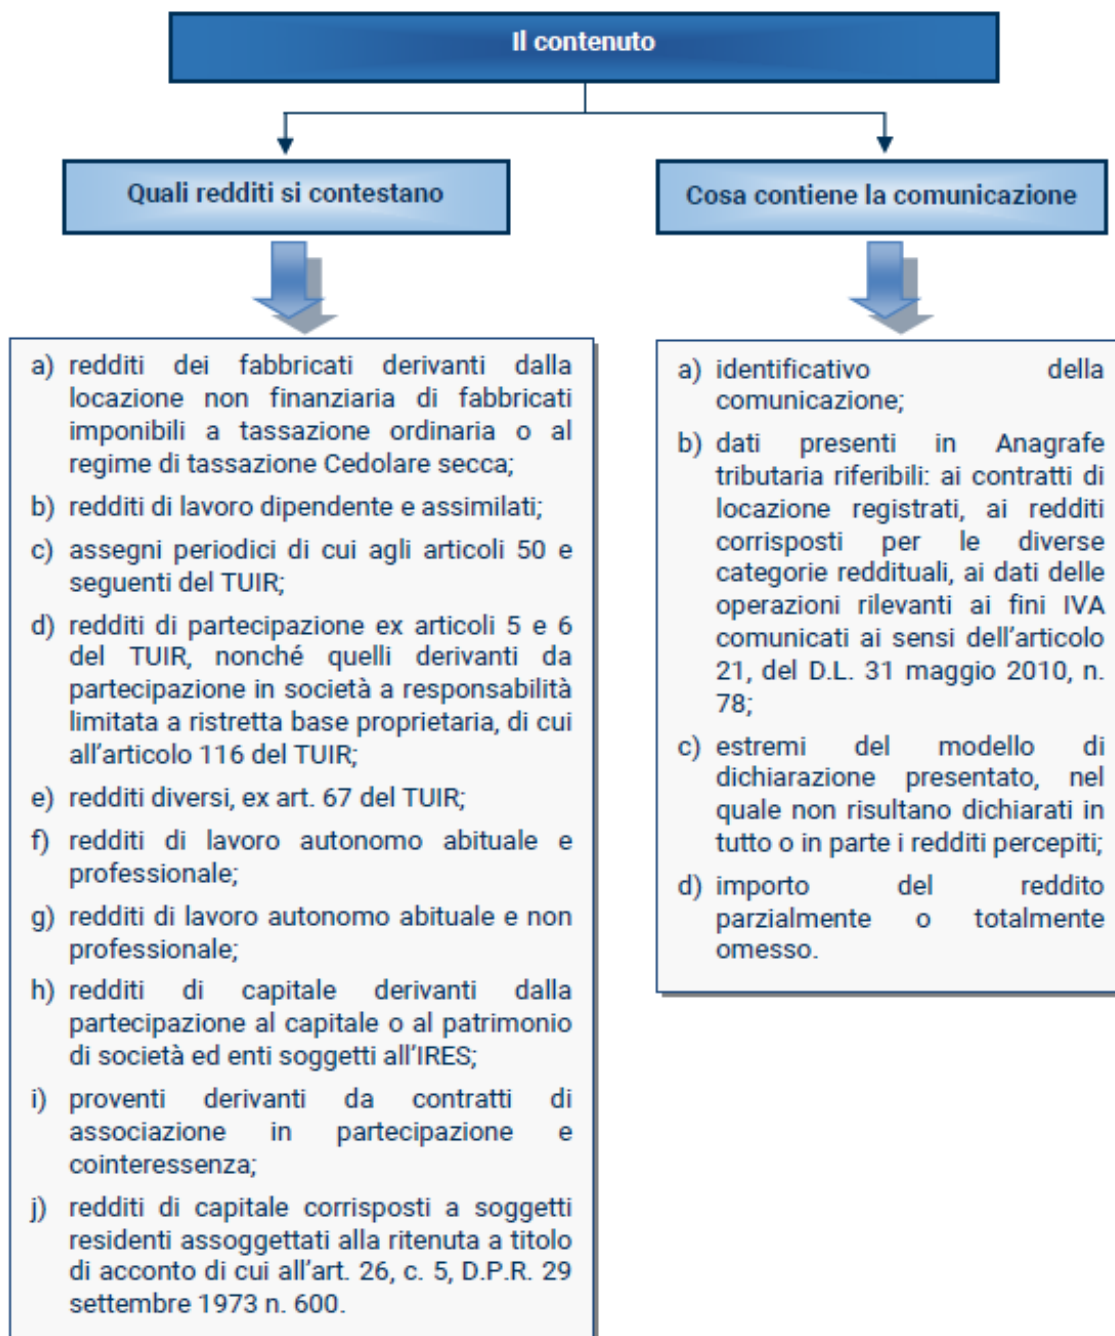 Il contenuto
Quali redditi si contestano
a) redditi dei fabbricati derivanti dalla
locazione non finanziaria di fabbricati
imponibili a tassazione ordinaria o al
regime di tassazione Cedolare secca;
b) redditi di lavoro dipendente e assimilati;
c) assegni periodici di cui agli articoli 50 e
seguenti del TUIR;
d) redditi di partecipazione ex articoli 5 e 6
del TUIR, nonché quelli derivanti da
partecipazione in società a responsabilità
limitata a ristretta base proprietaria, di cui
all’articolo 116 del TUIR;
e) redditi diversi, ex art. 67 del TUIR;
f) redditi di lavoro autonomo abituale e
professionale;
g) redditi di lavoro autonomo abituale e non
professionale;
h) redditi di capitale derivanti dalla
partecipazione al capitale o al patrimonio
di società ed enti soggetti all’IRES;
i) proventi derivanti da contratti di
associazione in partecipazione e
cointeressenza;
j) redditi di capitale corrisposti a soggetti
residenti assoggettati alla ritenuta a titolo
di acconto di cui all’art. 26, c. 5, D.P.R. 29
settembre 1973 n. 600.
Cosa contiene la comunicazione
a) identificativo della
comunicazione;
b) dati presenti in Anagrafe
tributaria riferibili: ai contratti di
locazione registrati, ai redditi
corrisposti per le diverse
categorie reddituali, ai dati delle
operazioni rilevanti ai fini IVA
comunicati ai sensi dell’articolo
21, del D.L. 31 maggio 2010, n.
78;
c) estremi del modello di
dichiarazione presentato, nel
quale non risultano dichiarati in
tutto o in parte i redditi percepiti;
d) importo del reddito
parzialmente o totalmente
omesso.